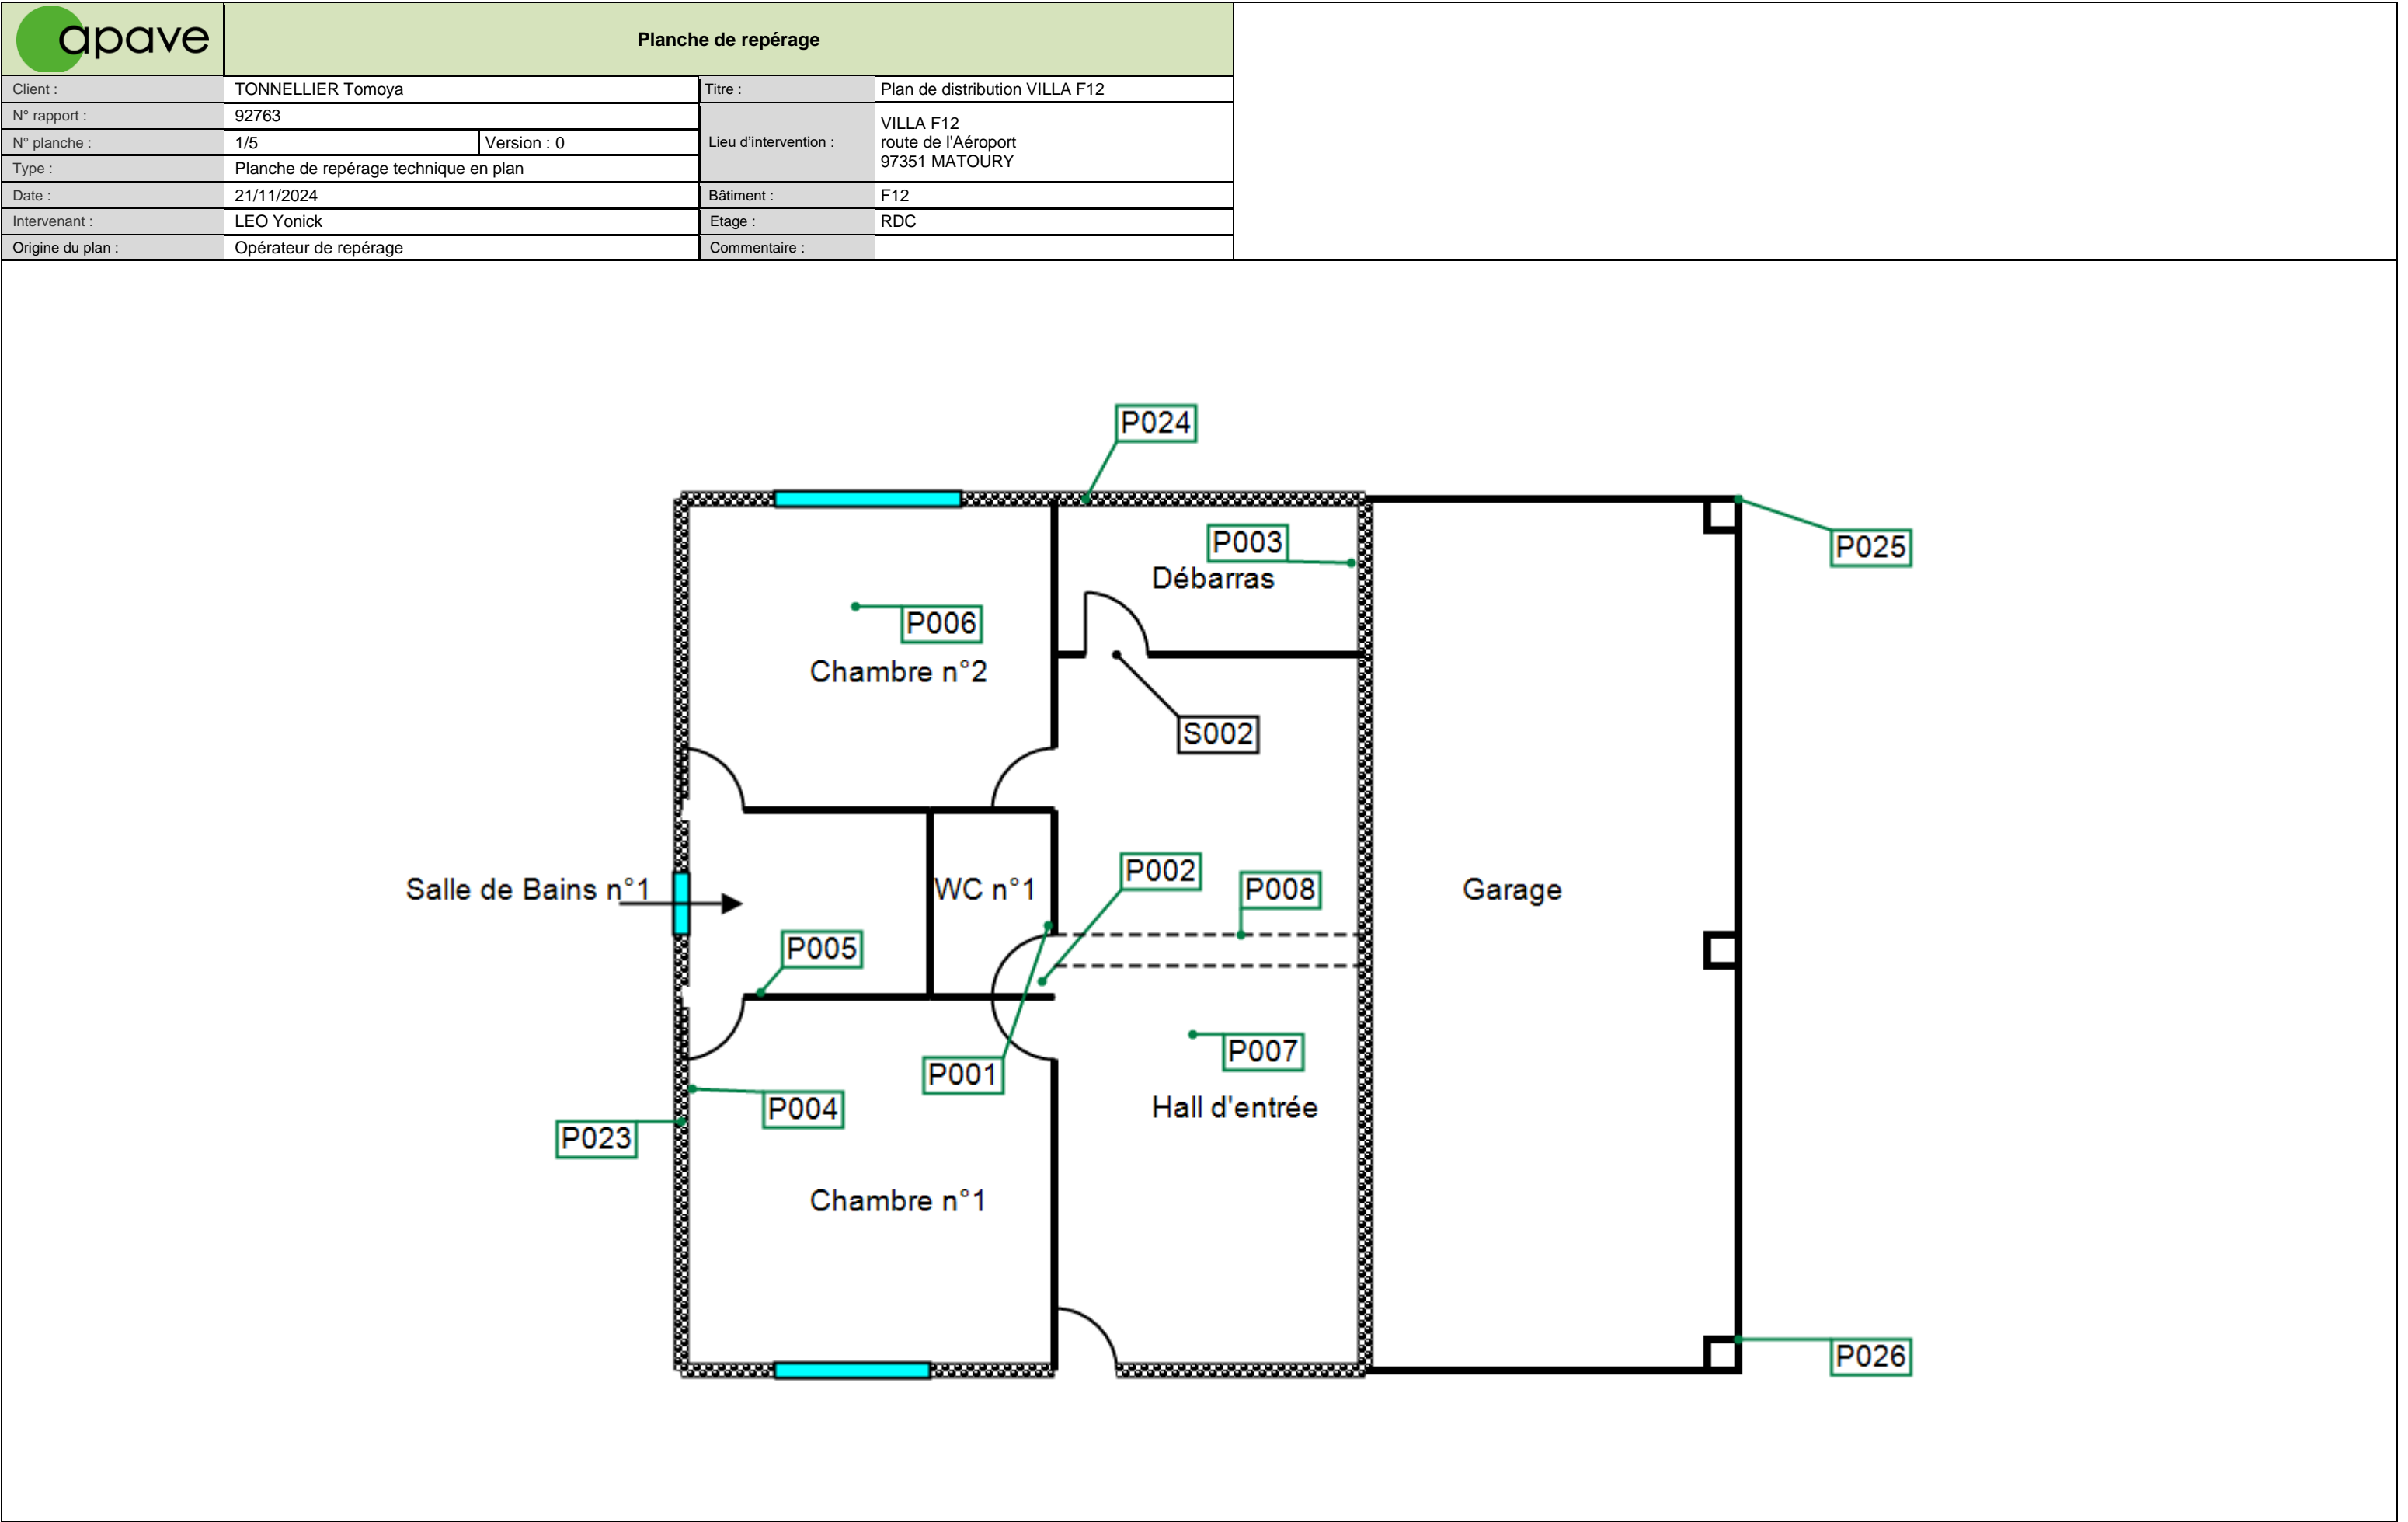 apave
Planche de repérage
Client : TONNELLIER Tomoya Titre : Plan de distribution VILLA F12
N° rapport : 92763
N° planche : 1/5 Version : 0
Lieu d'intervention : VILLA F12
route de l'Aéroport
97351 MATOURY
Type : Planche de repérage technique en plan
Date : 21/11/2024 Bâtiment : F12
Intervenant : LEO Yonick Etage : RDC
Origine du plan : Opérateur de repérage Commentaire :
P024
P003
P025
Débarras
P006
Chambre n°2
S002
P002
P008
Salle de Bains n°1
WC n°1
Garage
P005
P007
P001
P004
Hall d'entrée
P023
Chambre n°1
P026